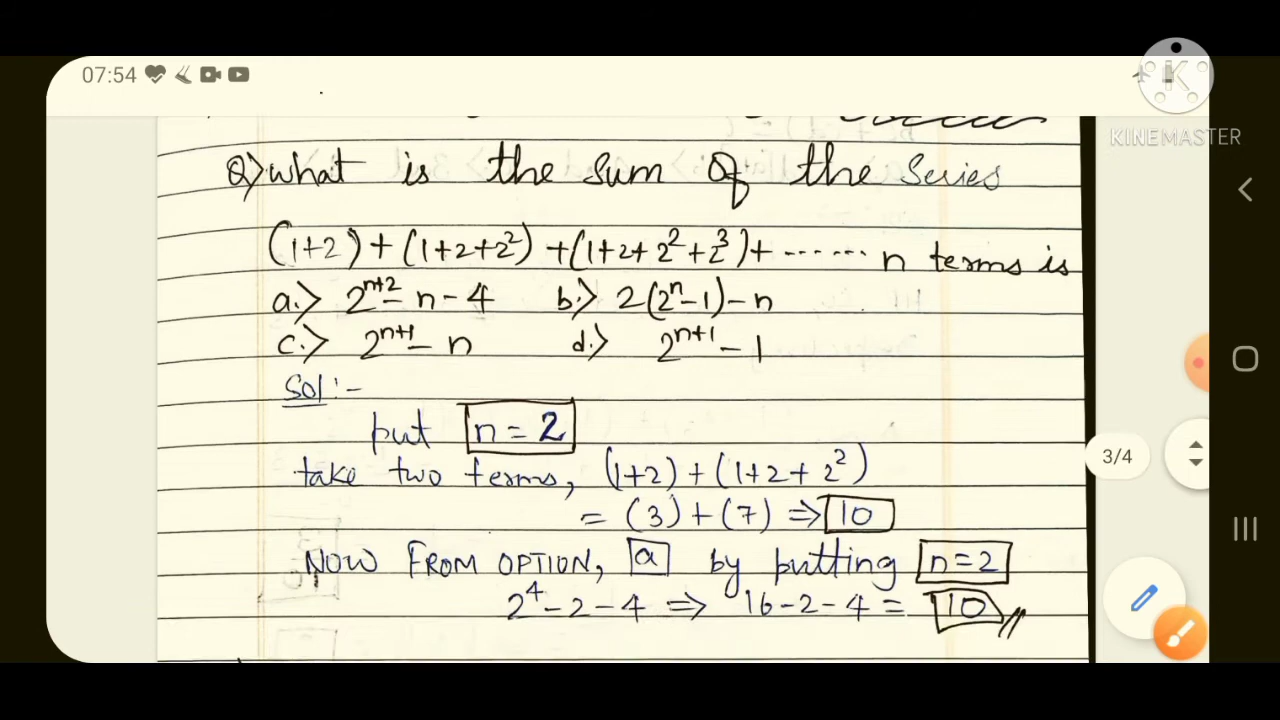 07:54
KINEMASTER
Q) what is the sum of the series
(1+2) + (1+2+2²) + (1+2+2²+2³) + ....... n terms is
a.> 2ⁿ⁺² - n - 4 b.> 2(2ⁿ-1) - n
c.> 2ⁿ⁺¹ - n d.> 2ⁿ⁺¹ - 1
Sol:-
put n = 2
3/4
take two terms, (1+2) + (1+2+2²)
= (3) + (7) ⇒ 10
NOW FROM OPTION, a by putting n=2
2⁴ - 2 - 4 ⇒ 16 - 2 - 4 = 10